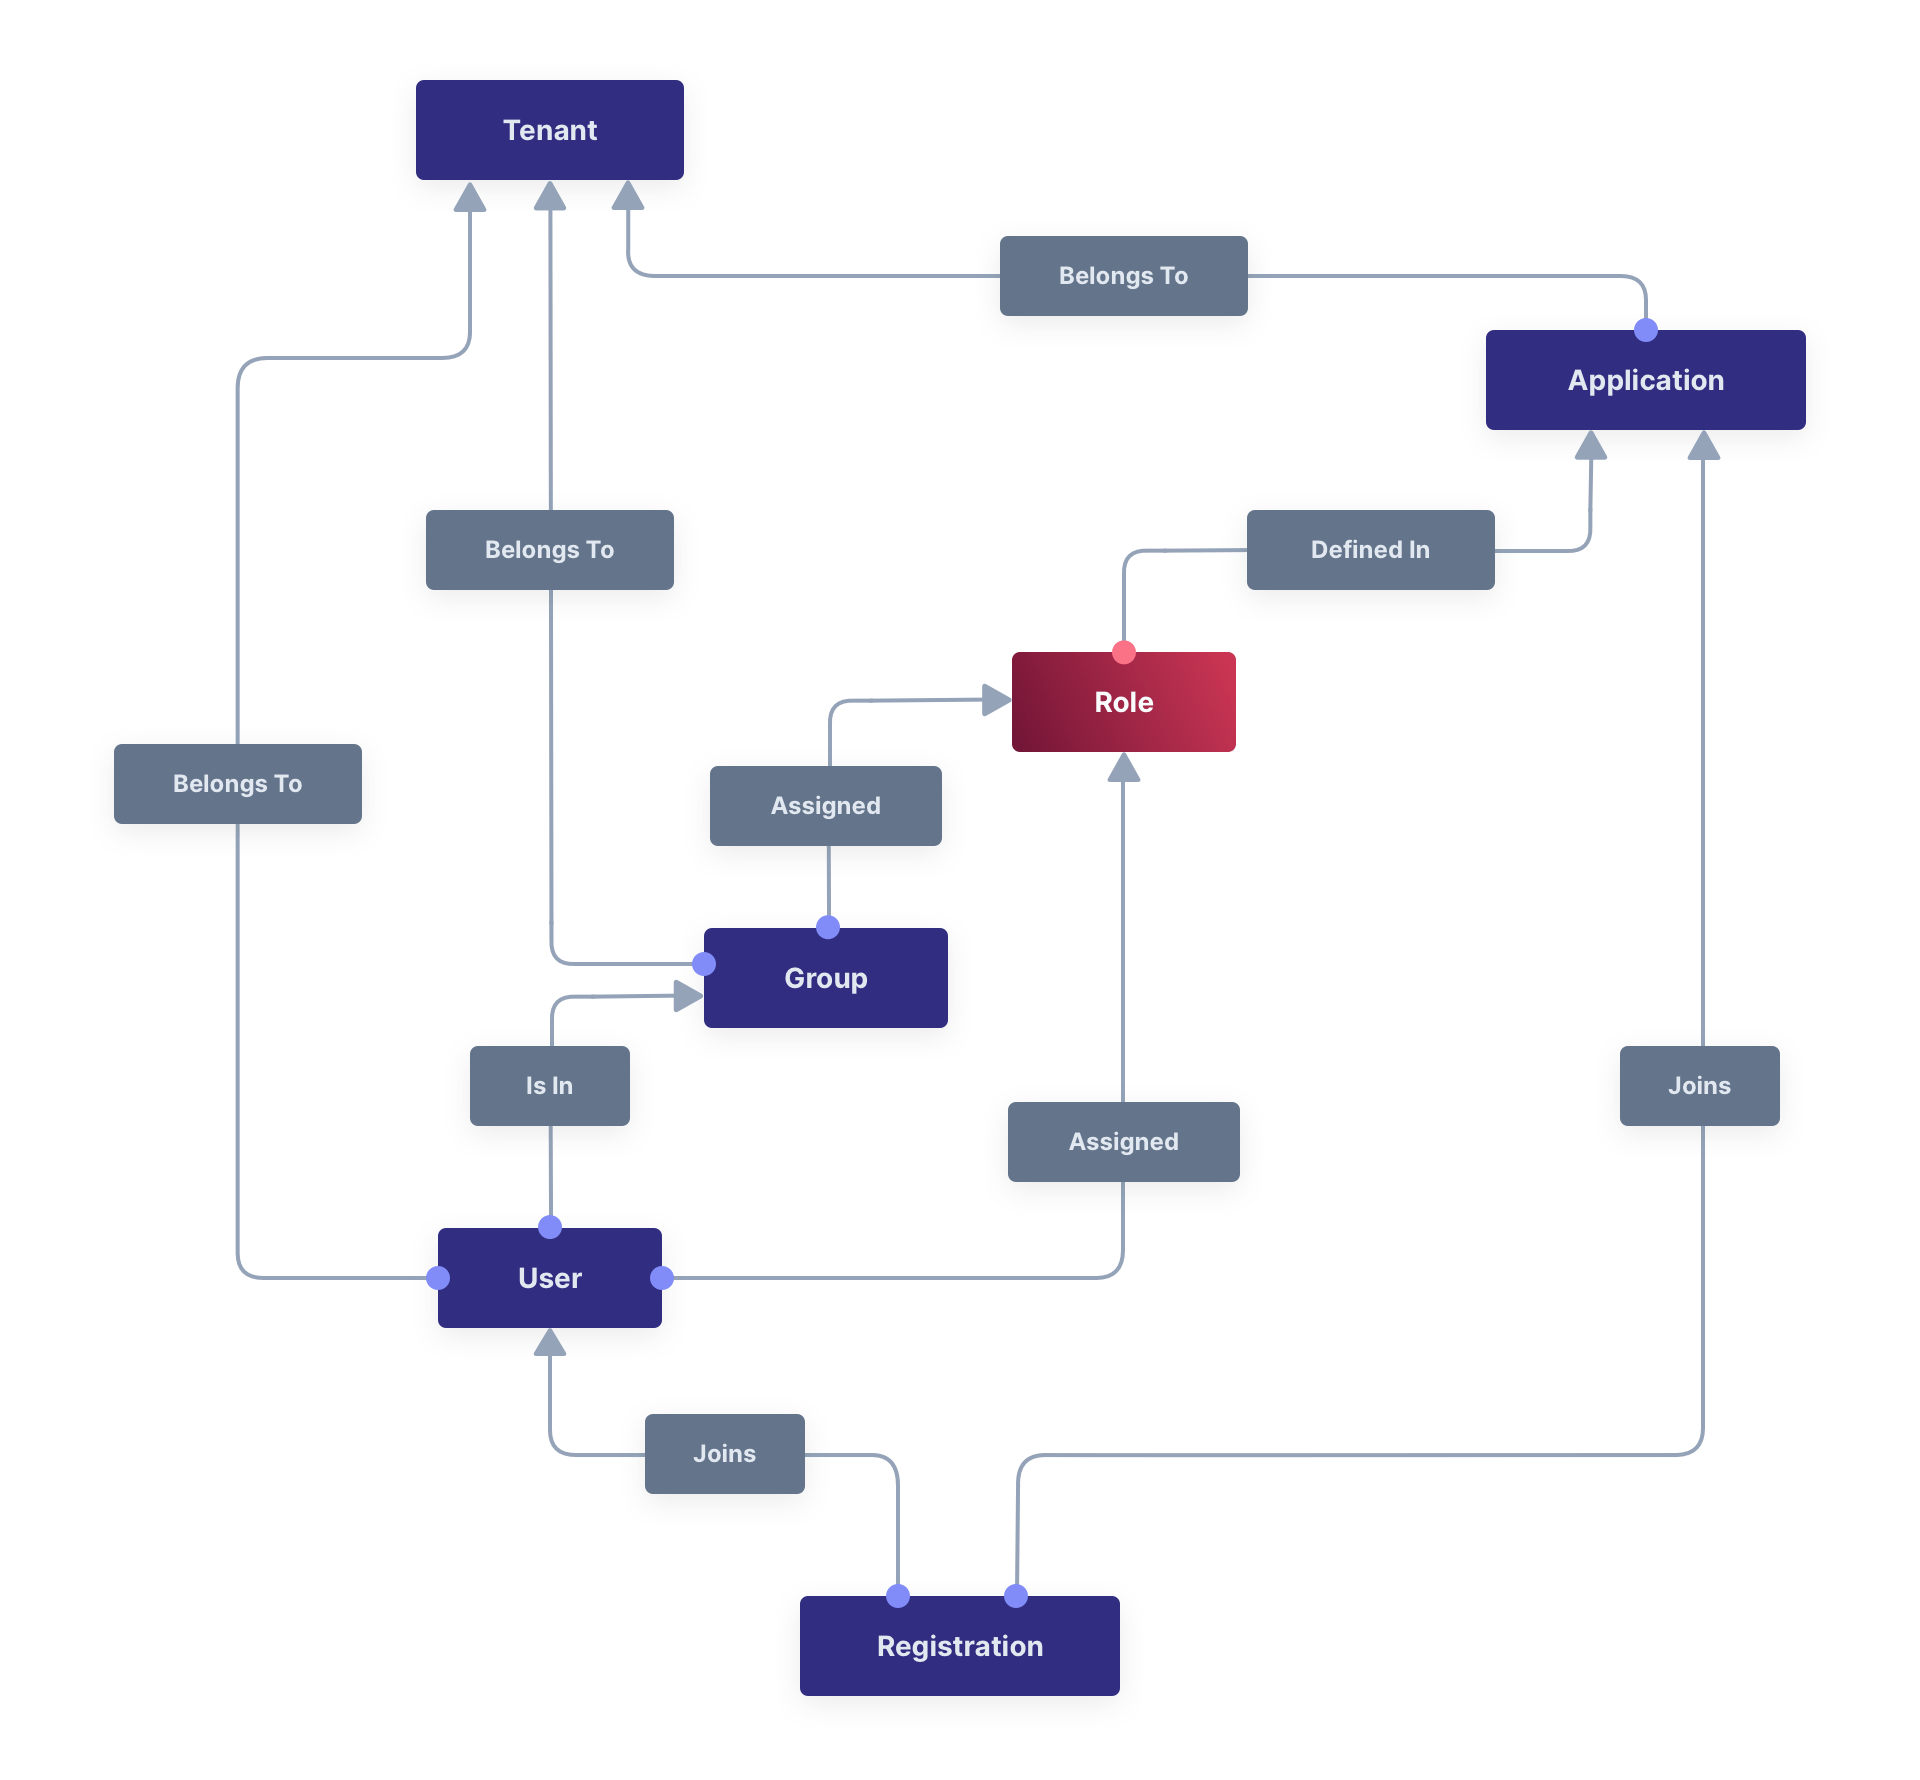 Tenant
Belongs To
Application
Belongs To
Defined In
Role
Belongs To
Assigned
Group
Is In
Joins
Assigned
User
Joins
Registration